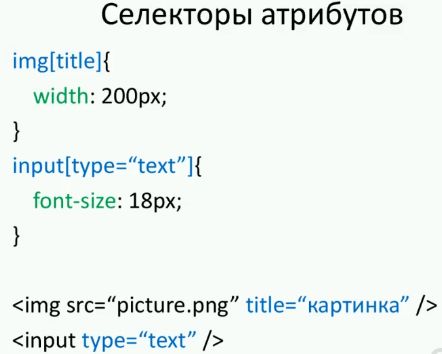 Селекторы атрибутов
img[title]{
width: 200px;
}
input[type=“text”]{
font-size: 18px;
}
<img src=“picture.png” title=“картинка” />
<input type=“text” />